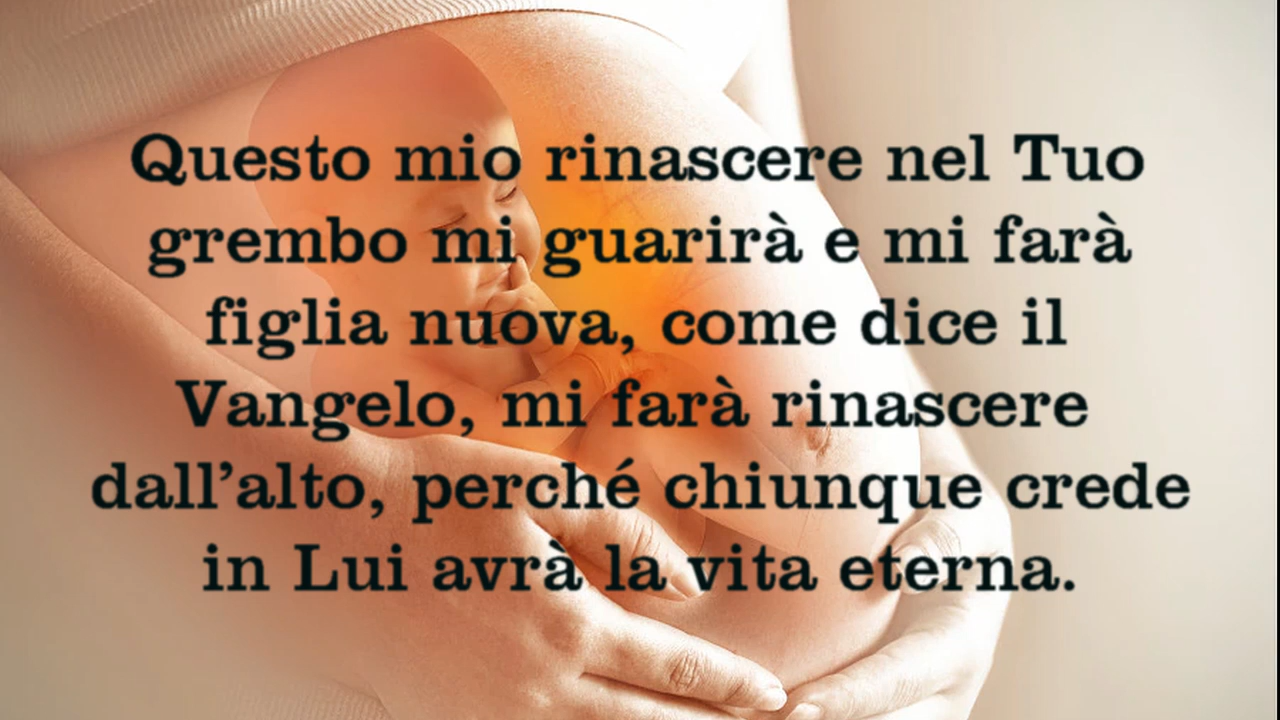 Questo mio rinascere nel Tuo
grembo mi guarirà e mi farà
figlia nuova, come dice il
Vangelo, mi farà rinascere
dall’alto, perché chiunque crede
in Lui avrà la vita eterna.